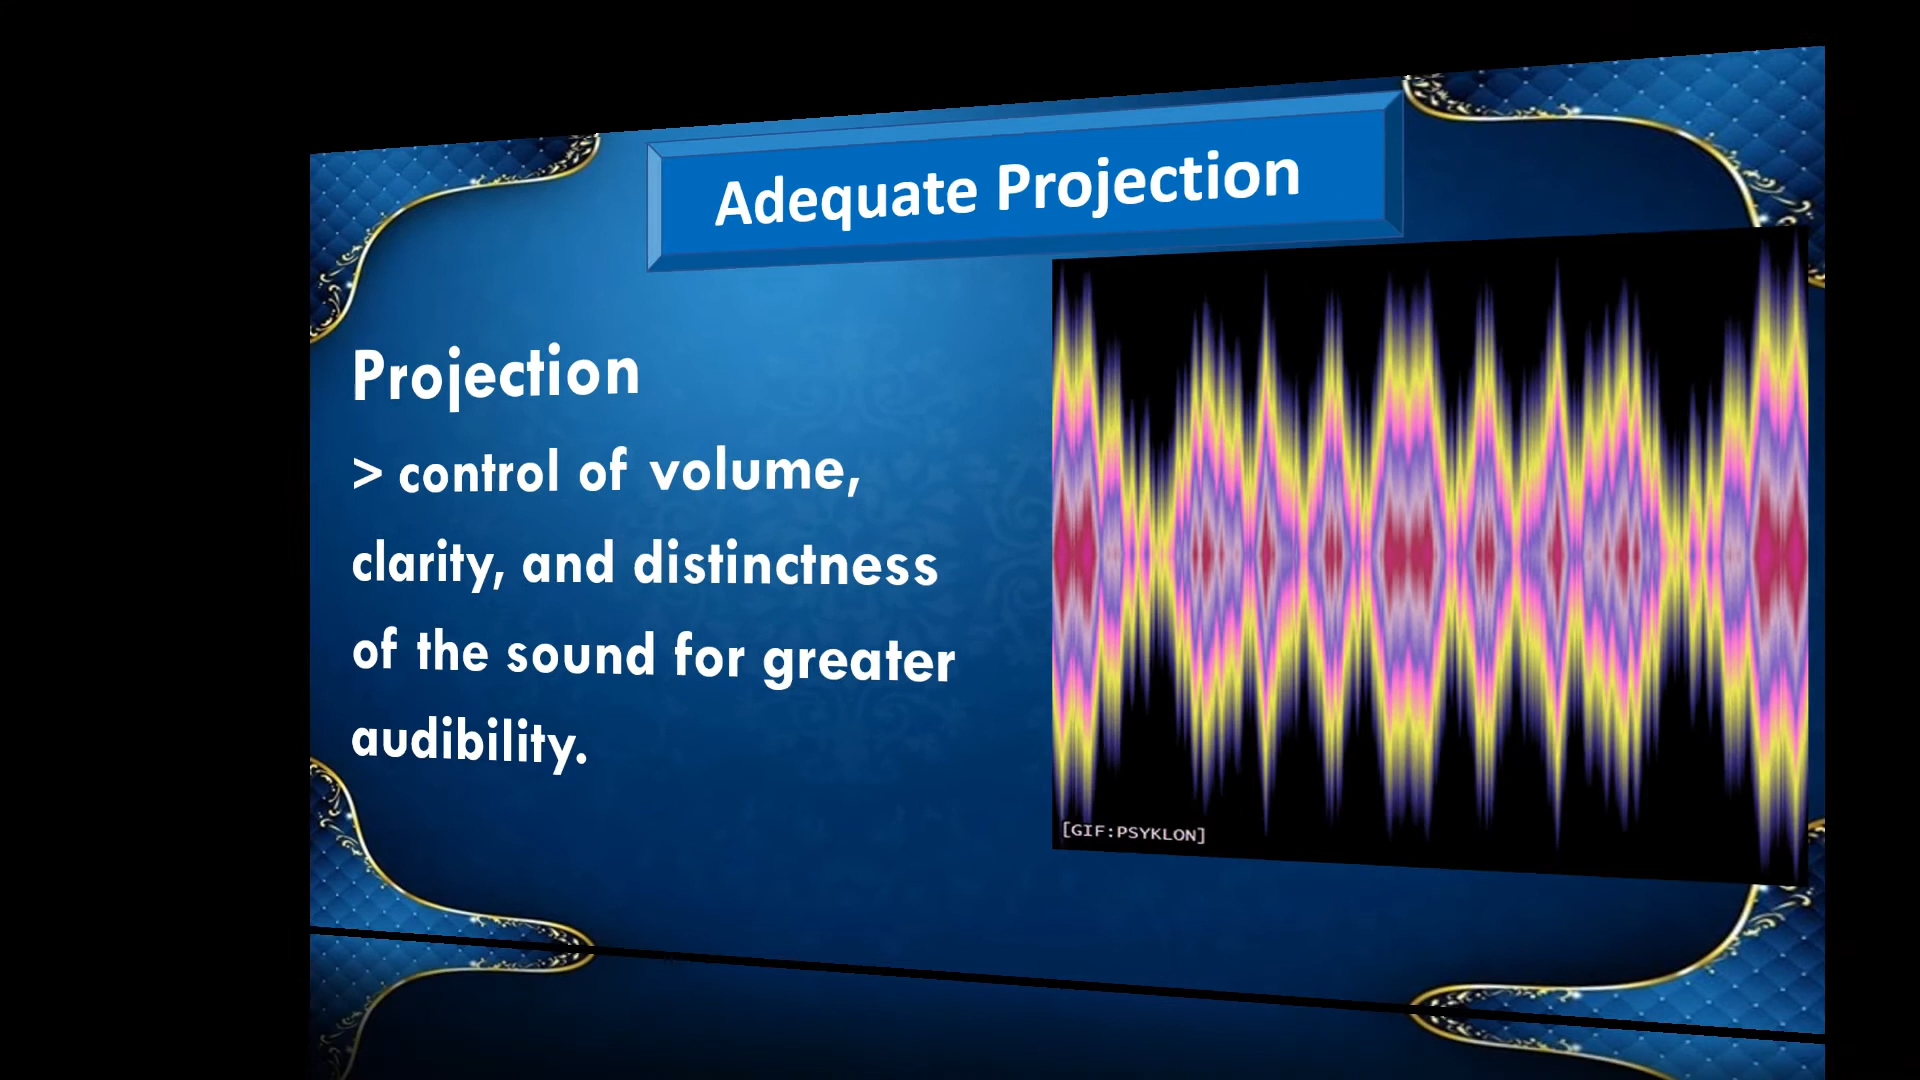 Adequate Projection
Projection
> control of volume,
clarity, and distinctness
of the sound for greater
audibility.
[GIF:PSYKLON]